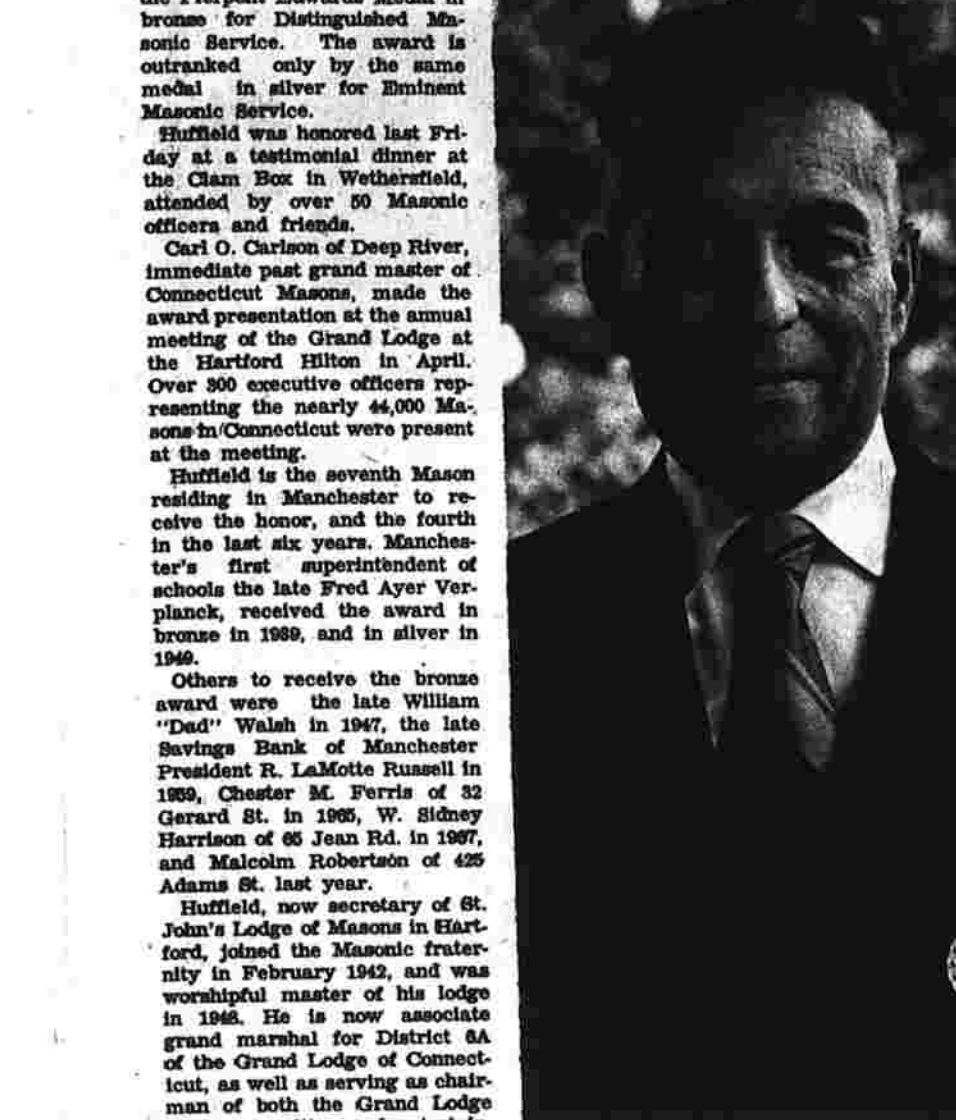 bronze for Distinguished Ma-
sonic Service. The award is
outranked only by the same
medal in silver for Eminent
Masonic Service.
Huffield was honored last Fri-
day at a testimonial dinner at
the Clam Box in Wethersfield,
attended by over 50 Masonic
officers and friends.
Carl O. Carlson of Deep River,
immediate past grand master of
Connecticut Masons, made the
award presentation at the annual
meeting of the Grand Lodge at
the Hartford Hilton in April.
Over 300 executive officers rep-
resenting the nearly 44,000 Ma-
sons in Connecticut were present
at the meeting.
Huffield is the seventh Mason
residing in Manchester to re-
ceive the honor, and the fourth
in the last six years. Manches-
ter's first superintendent of
schools the late Fred Ayer Ver-
planck, received the award in
bronze in 1939, and in silver in
1949.
Others to receive the bronze
award were the late William
"Dad" Walsh in 1947, the late
Savings Bank of Manchester
President R. LaMotte Russell in
1959, Chester M. Ferris of 32
Gerard St. in 1965, W. Sidney
Harrison of 65 Jean Rd. in 1967,
and Malcolm Robertson of 425
Adams St. last year.
Huffield, now secretary of St.
John's Lodge of Masons in Hart-
ford, joined the Masonic frater-
nity in February 1942, and was
worshipful master of his lodge
in 1948. He is now associate
grand marshal for District 6A
of the Grand Lodge of Connect-
icut, as well as serving as chair-
man of both the Grand Lodge